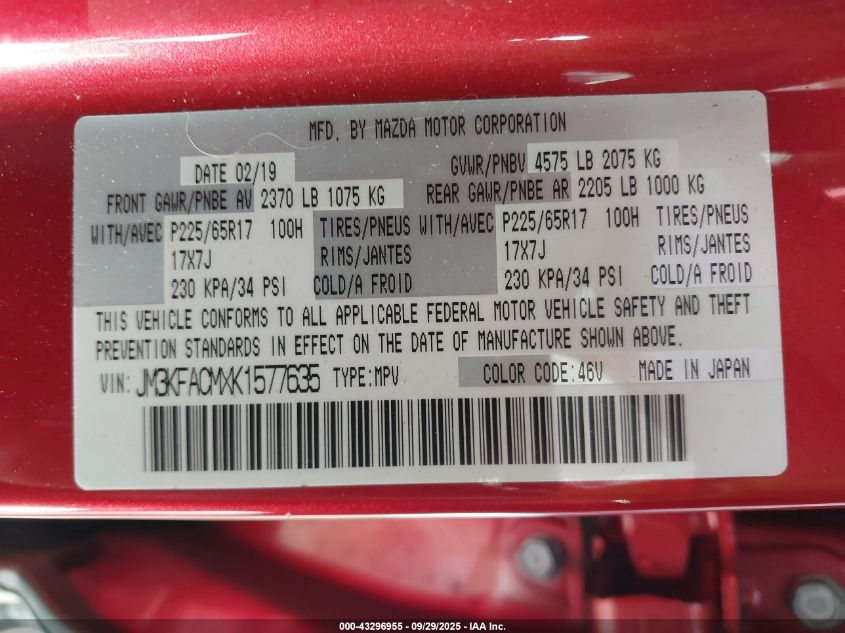 MFD. BY MAZDA MOTOR CORPORATION
DATE 02/19 GVWR/PNBV 4575 LB 2075 KG
FRONT GAWR/PNBE AV 2370 LB 1075 KG REAR GAWR/PNBE AR 2205 LB 1000 KG
WITH/AVEC P225/65R17 100H TIRES/PNEUS WITH/AVEC P225/65R17 100H TIRES/PNEUS
17X7J RIMS/JANTES 17X7J RIMS/JANTES
230 KPA/34 PSI COLD/A FROID 230 KPA/34 PSI COLD/A FROID
THIS VEHICLE CONFORMS TO ALL APPLICABLE FEDERAL MOTOR VEHICLE SAFETY AND THEFT
PREVENTION STANDARDS IN EFFECT ON THE DATE OF MANUFACTURE SHOWN ABOVE.
VIN: JM3KFACMXK1577635 TYPE:MPV COLOR CODE:46V MADE IN JAPAN
000-43296955 - 09/29/2025 - IAA Inc.